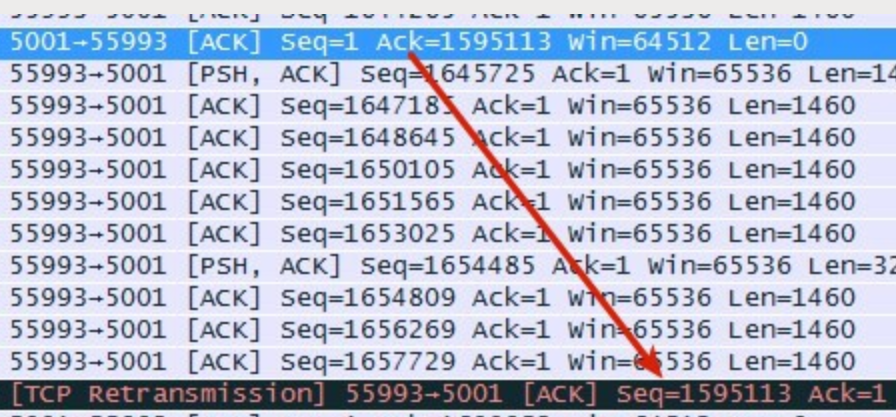 5001→55993 [ACK] Seq=1 Ack=1595113 Win=64512 Len=0
55993→5001 [PSH, ACK] Seq=1645725 Ack=1 Win=65536 Len=14
55993→5001 [ACK] Seq=1647185 Ack=1 Win=65536 Len=1460
55993→5001 [ACK] Seq=1648645 Ack=1 Win=65536 Len=1460
55993→5001 [ACK] Seq=1650105 Ack=1 Win=65536 Len=1460
55993→5001 [ACK] Seq=1651565 Ack=1 Win=65536 Len=1460
55993→5001 [ACK] Seq=1653025 Ack=1 Win=65536 Len=1460
55993→5001 [PSH, ACK] Seq=1654485 Ack=1 Win=65536 Len=32
55993→5001 [ACK] Seq=1654809 Ack=1 Win=65536 Len=1460
55993→5001 [ACK] Seq=1656269 Ack=1 Win=65536 Len=1460
55993→5001 [ACK] Seq=1657729 Ack=1 Win=65536 Len=1460
[TCP Retransmission] 55993→5001 [ACK] Seq=1595113 Ack=1